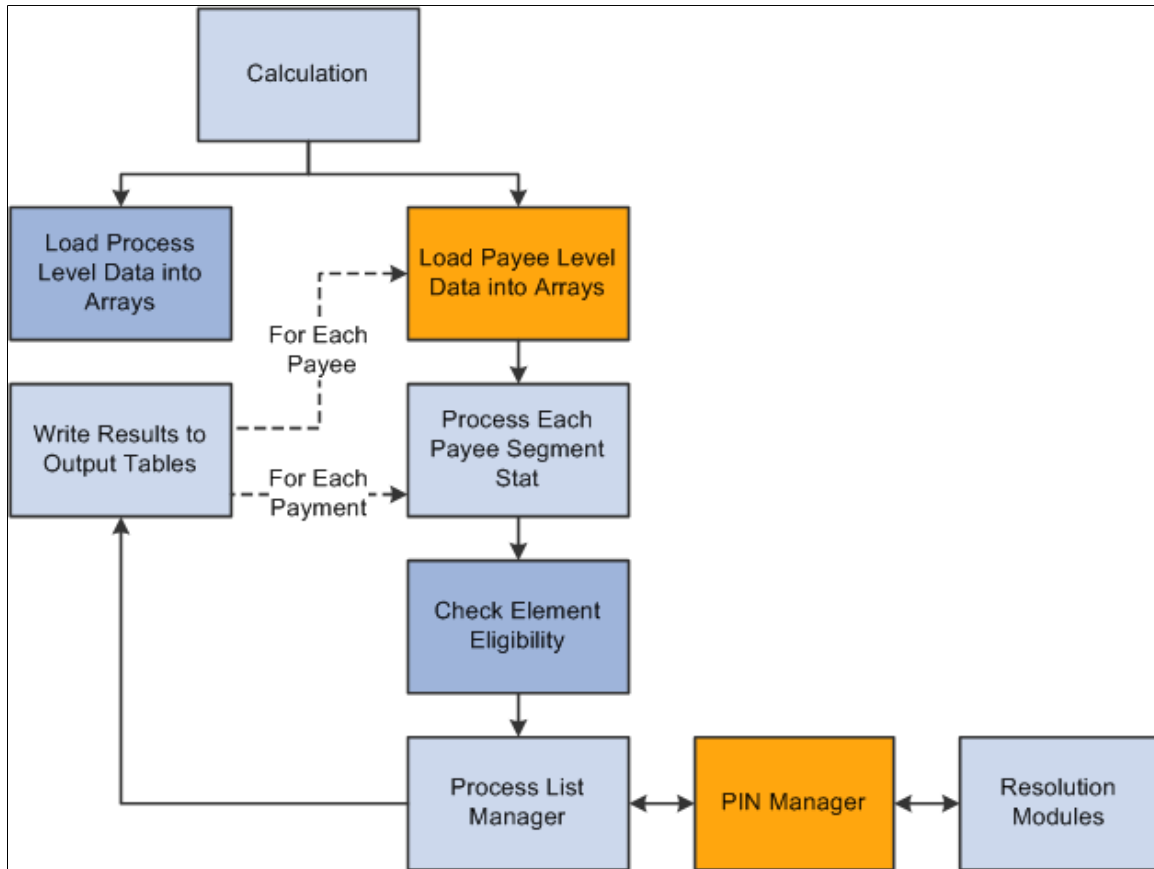 Calculation
Load Process
Level Data into
Arrays
Load Payee Level
Data into Arrays
For Each
Payee
Write Results to
Output Tables
Process Each
Payee Segment
Stat
For Each
Payment
Check Element
Eligibility
Process List
Manager
PIN Manager
Resolution
Modules